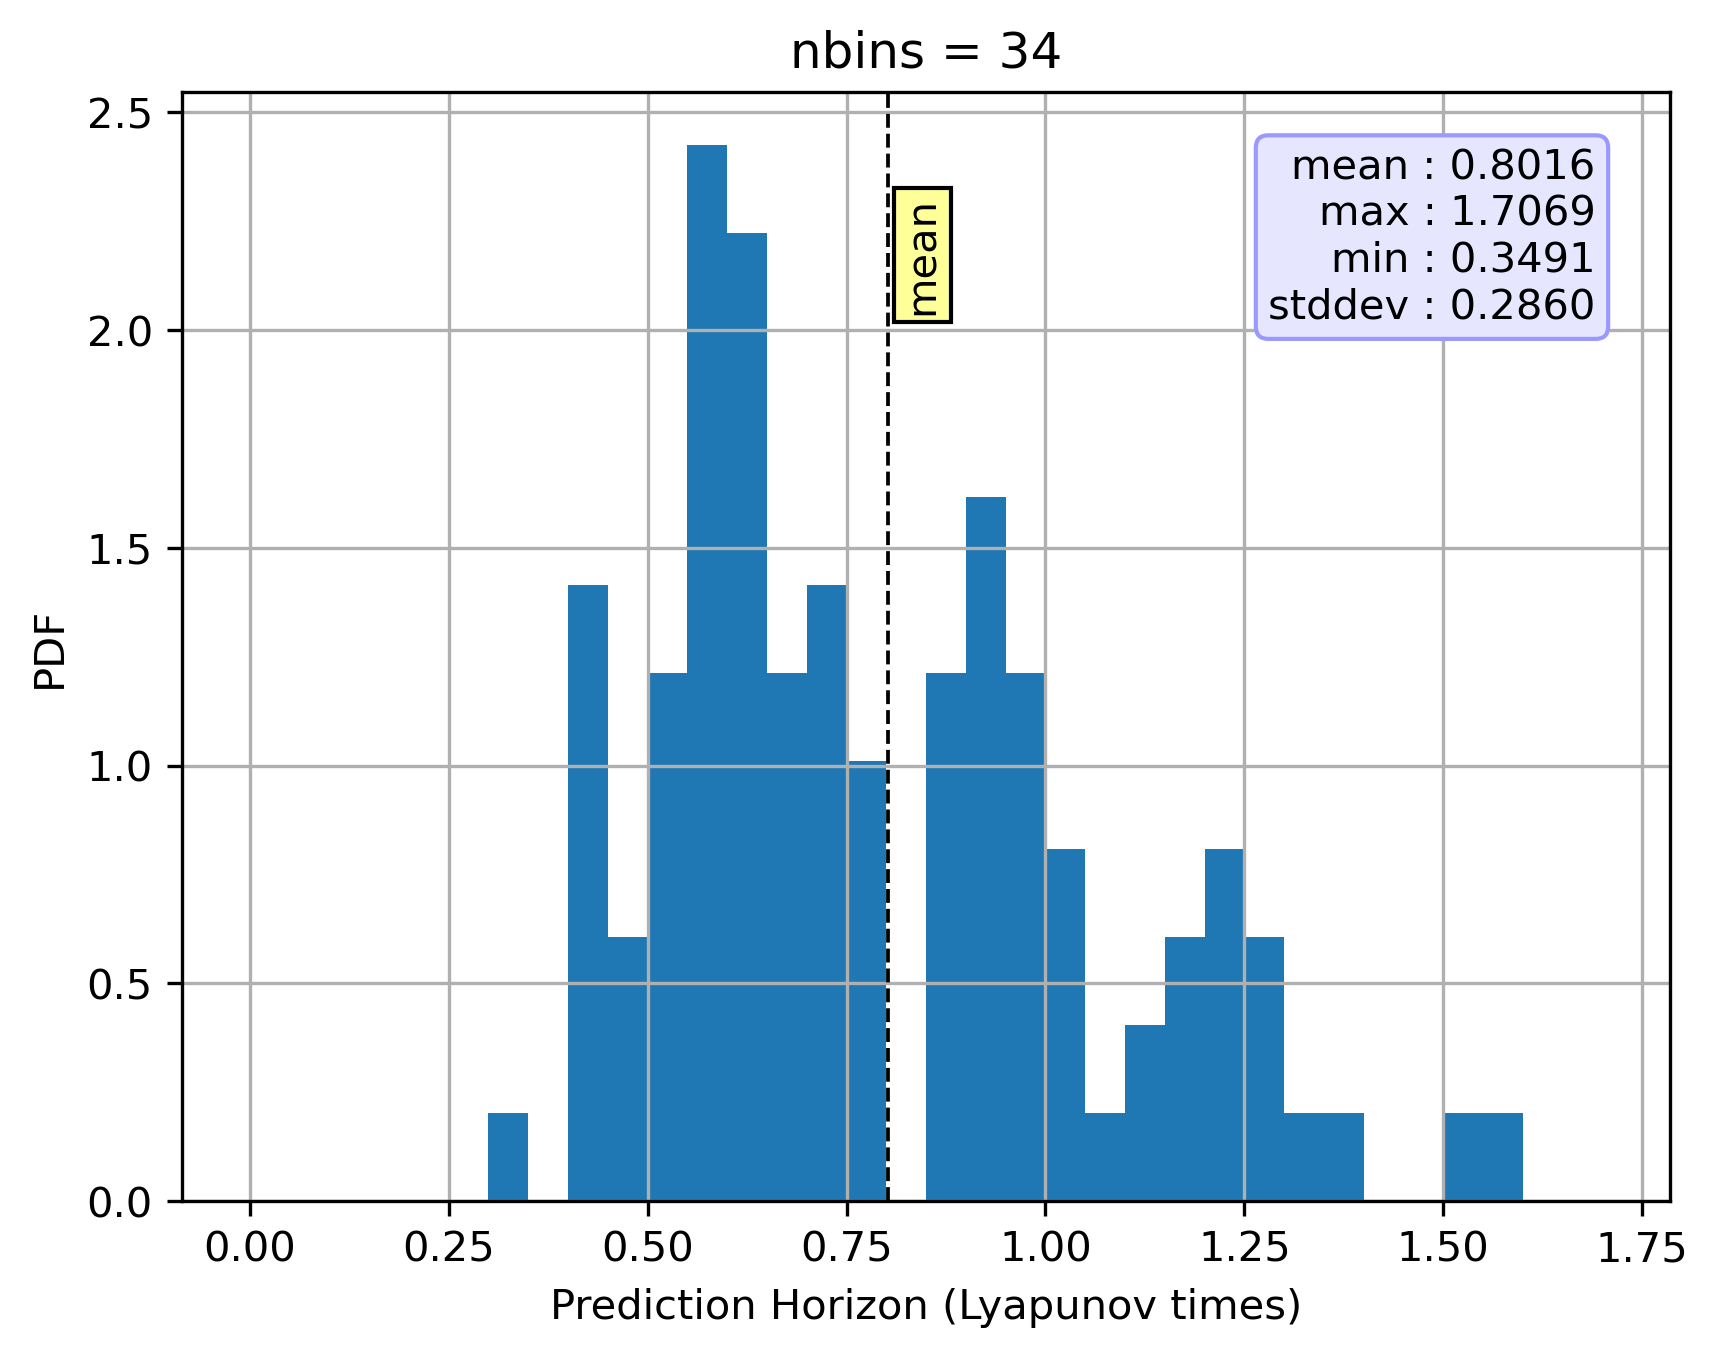 nbins = 34
2.5
2.0
1.5
1.0
0.5
0.0
PDF
mean
mean : 0.8016
max : 1.7069
min : 0.3491
stddev : 0.2860
0.00 0.25 0.50 0.75 1.00 1.25 1.50 1.75
Prediction Horizon (Lyapunov times)